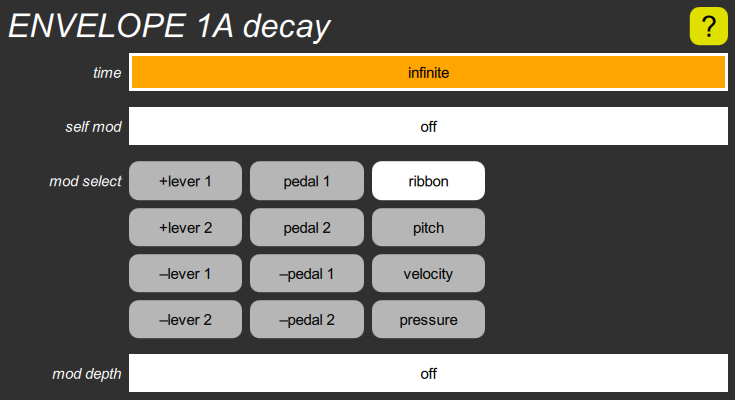 ENVELOPE 1A decay ?
time infinite
self mod off
mod select +lever 1 pedal 1 ribbon
+lever 2 pedal 2 pitch
–lever 1 –pedal 1 velocity
–lever 2 –pedal 2 pressure
mod depth off